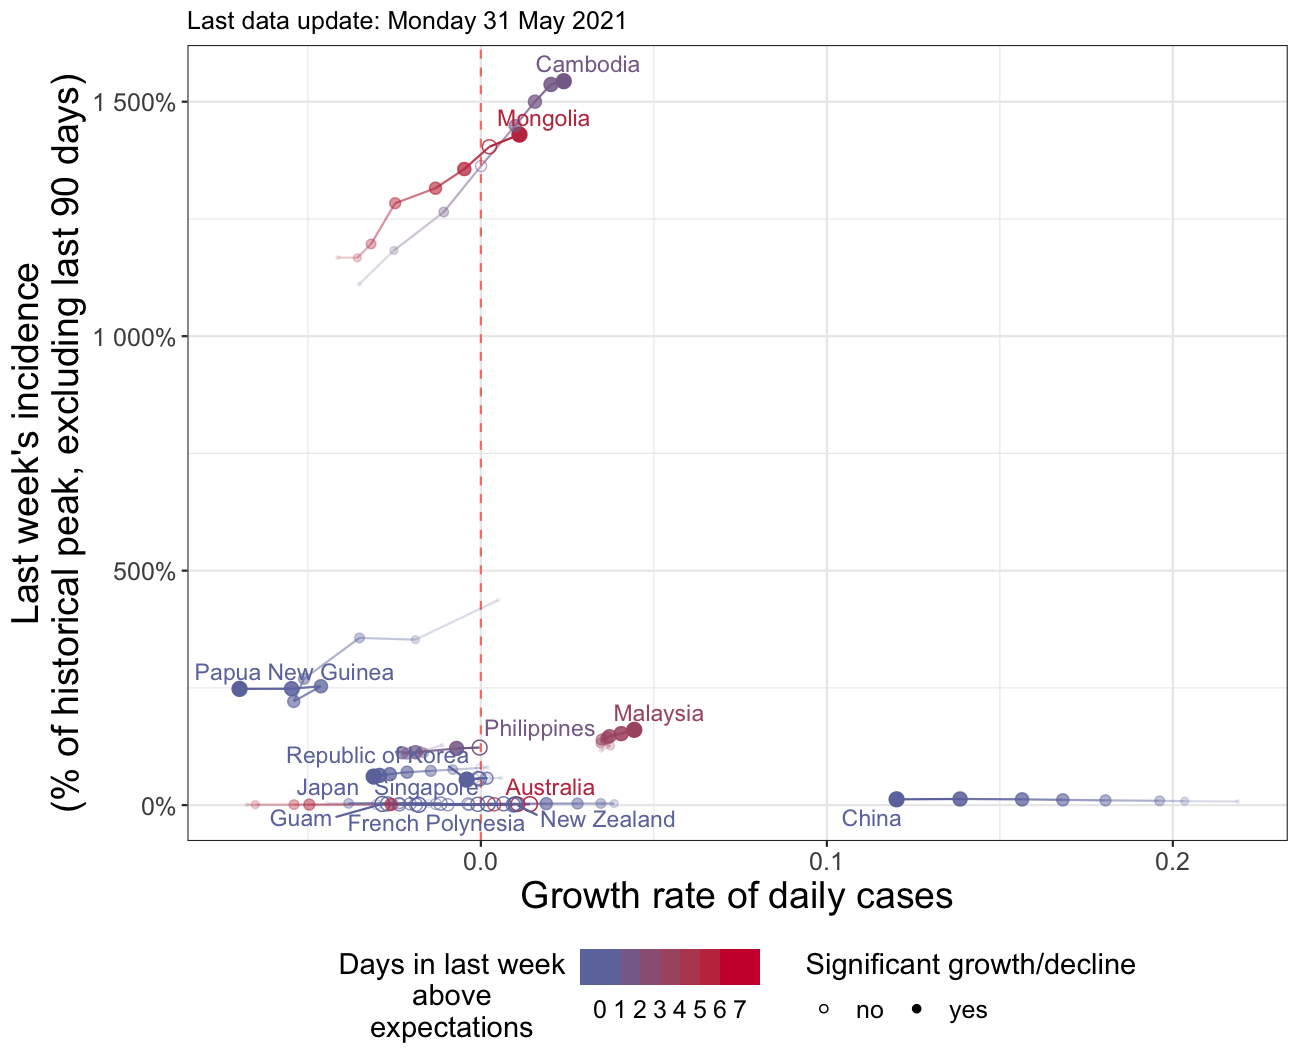 Last data update: Monday 31 May 2021
Last week's incidence
(% of historical peak, excluding last 90 days)
1 500%
1 000%
500%
0%
Cambodia
Mongolia
Papua New Guinea
Malaysia
Philippines
Republic of Korea
Japan
Singapore
Australia
Guam
French Polynesia
New Zealand
China
0.0
0.1
0.2
Growth rate of daily cases
Days in last week
above
expectations
0 1 2 3 4 5 6 7
Significant growth/decline
no
yes